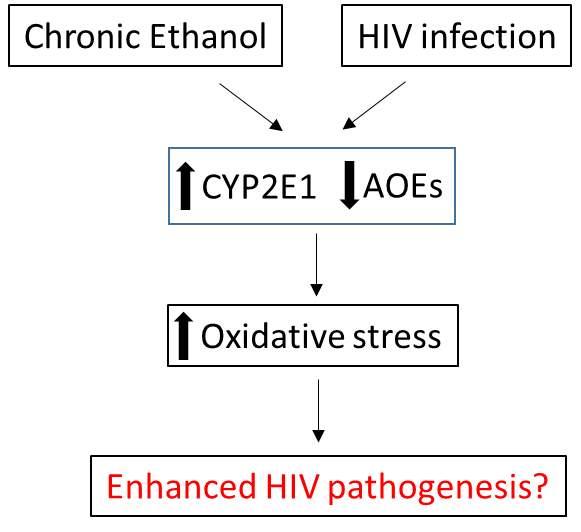 Chronic Ethanol
HIV infection
CYP2E1 AOEs
Oxidative stress
Enhanced HIV pathogenesis?